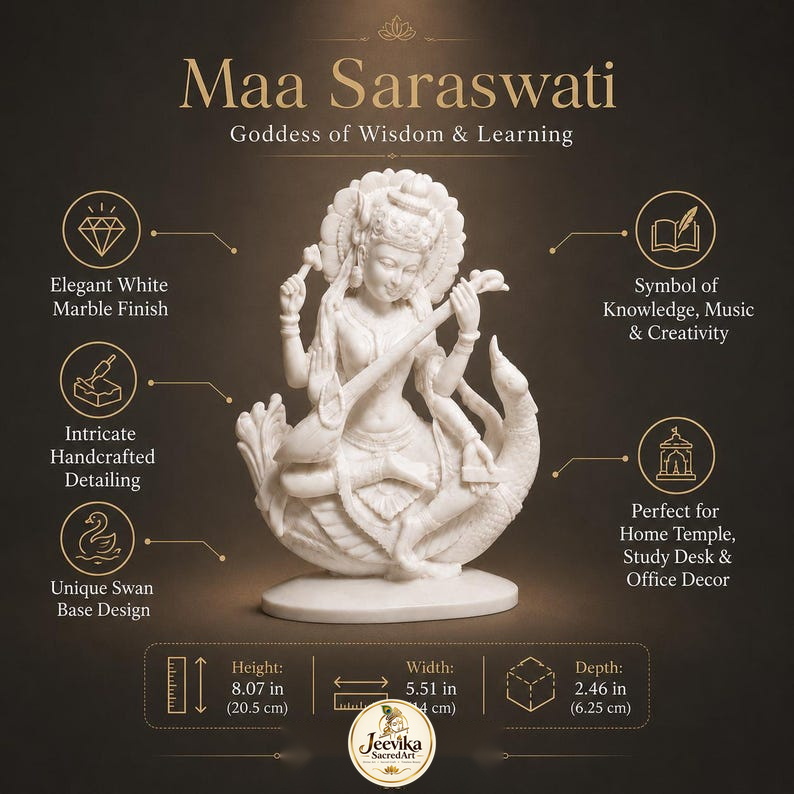 Maa Saraswati
Goddess of Wisdom & Learning
Elegant White
Marble Finish
Intricate
Handcrafted
Detailing
Unique Swan
Base Design
Symbol of
Knowledge, Music
& Creativity
Perfect for
Home Temple,
Study Desk &
Office Decor
Height:
8.07 in
(20.5 cm)
Width:
5.51 in
14 cm)
Depth:
2.46 in
(6.25 cm)
Jeevika
SacredArt